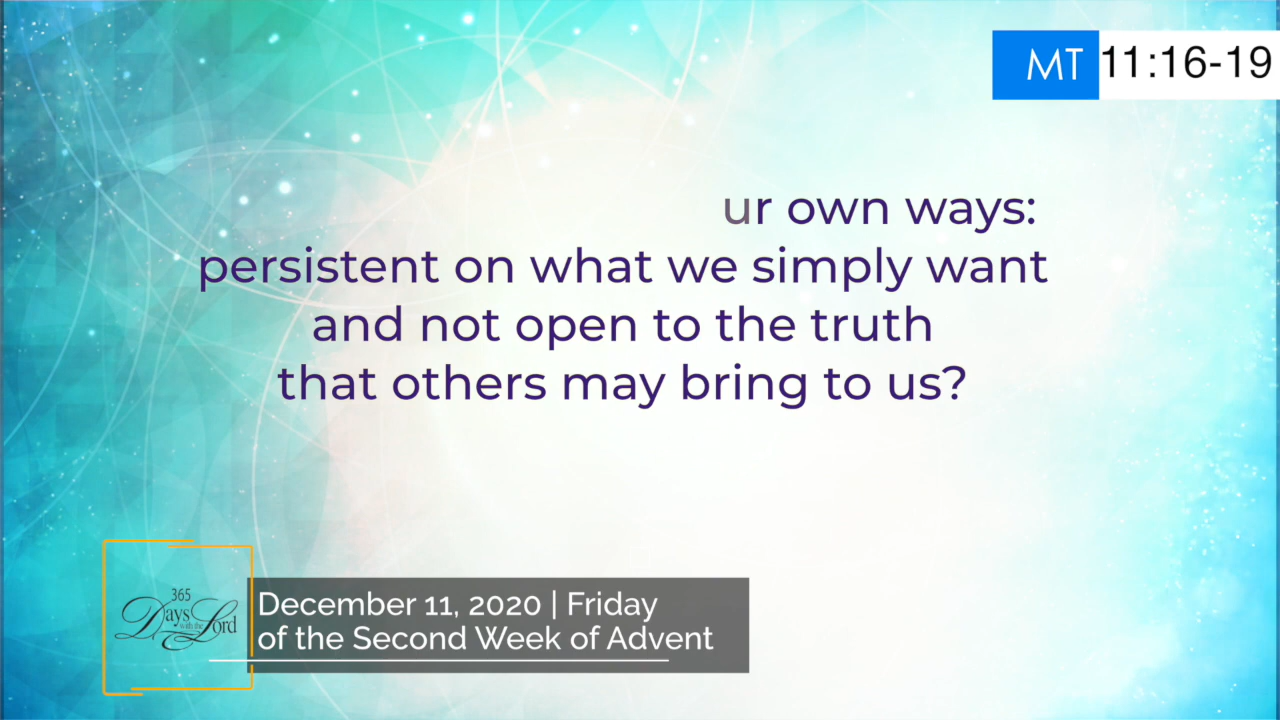 MT 11:16-19
ur own ways:
persistent on what we simply want
and not open to the truth
that others may bring to us?
365
Days
with the
Lord
December 11, 2020 | Friday
of the Second Week of Advent